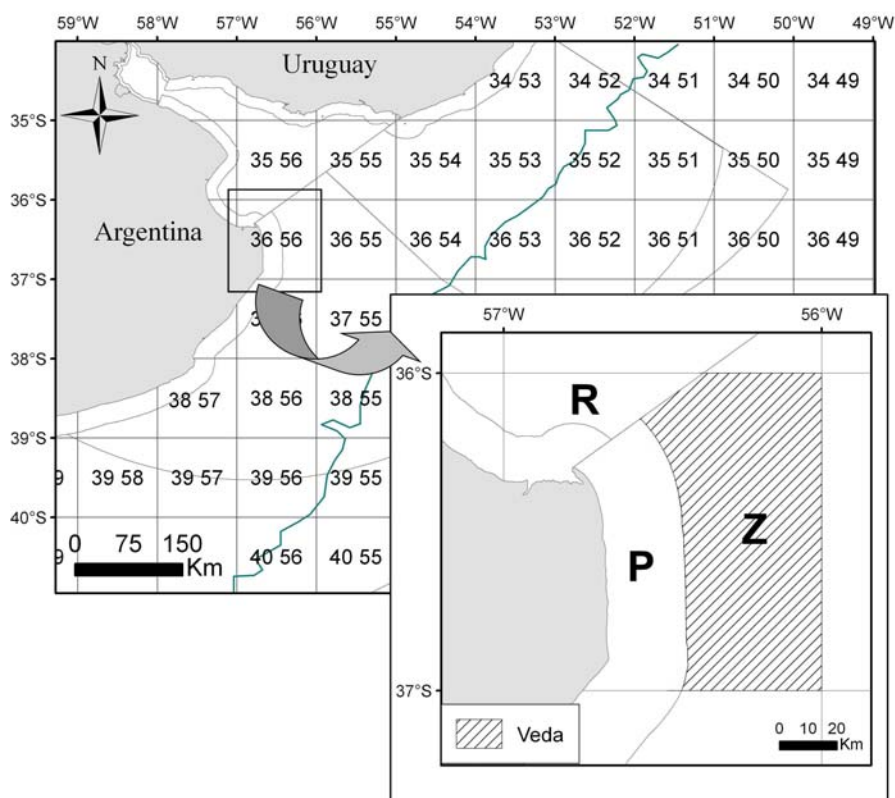 59°W 58°W 57°W 56°W 55°W 54°W 53°W 52°W 51°W 50°W 49°W
N
Uruguay
34 53 34 52 34 51 34 50 34 49
35°S
35 56 35 55 35 54 35 53 35 52 35 51 35 50 35 49
36°S
Argentina
36 56 36 55 36 54 36 53 36 52 36 51 36 50 36 49
37°S
37 55
38°S
38 57 38 56 38 55
39°S
39 58 39 57 39 56 39 55
40°S
0 75 150
Km
40 56 40 55
57°W 56°W
36°S
R
Z
P
37°S
Veda
0 10 20
Km